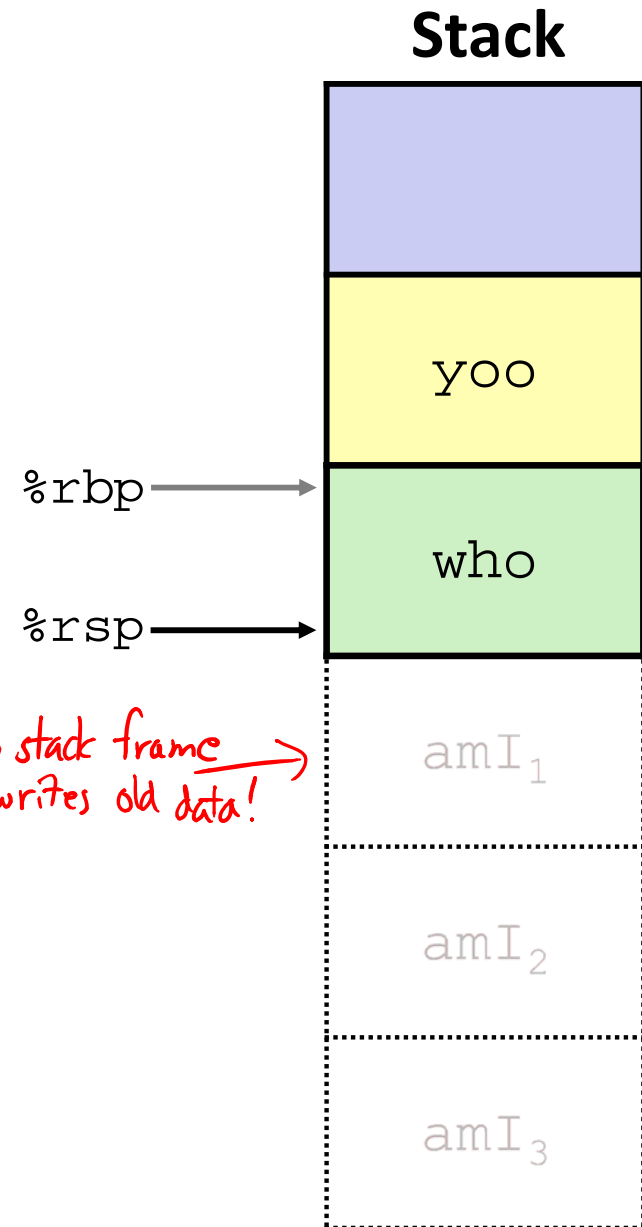 Stack
yoo
%rbp
who
%rsp
stack frame
writes old data!
amI₁
amI₂
amI₃